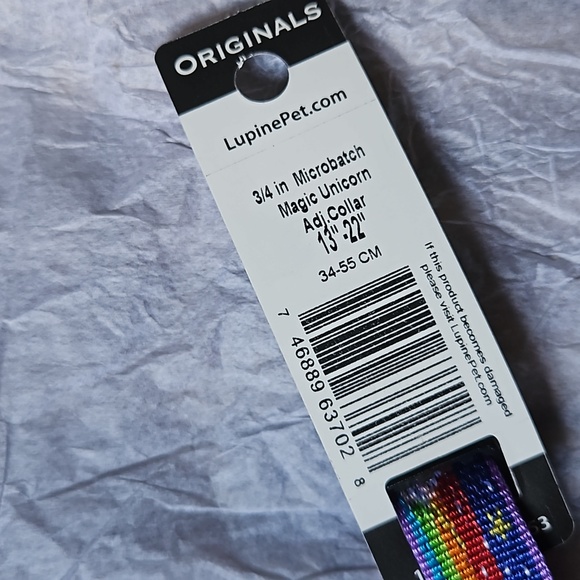 ORIGINALS
LupinePet.com
3/4 in Microbatch
Magic Unicorn
Adj.Collar
13"-22"
34-55 CM
If this product becomes damaged
please visit LupinePet.com
7 46889 63702 8
3